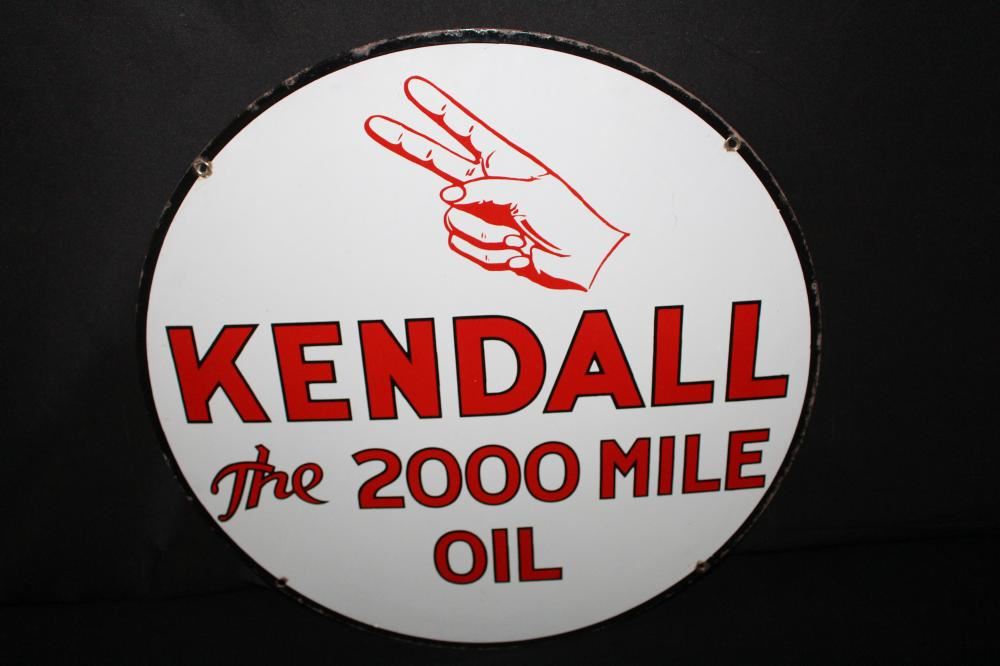 KENDALL
The 2000 MILE
OIL